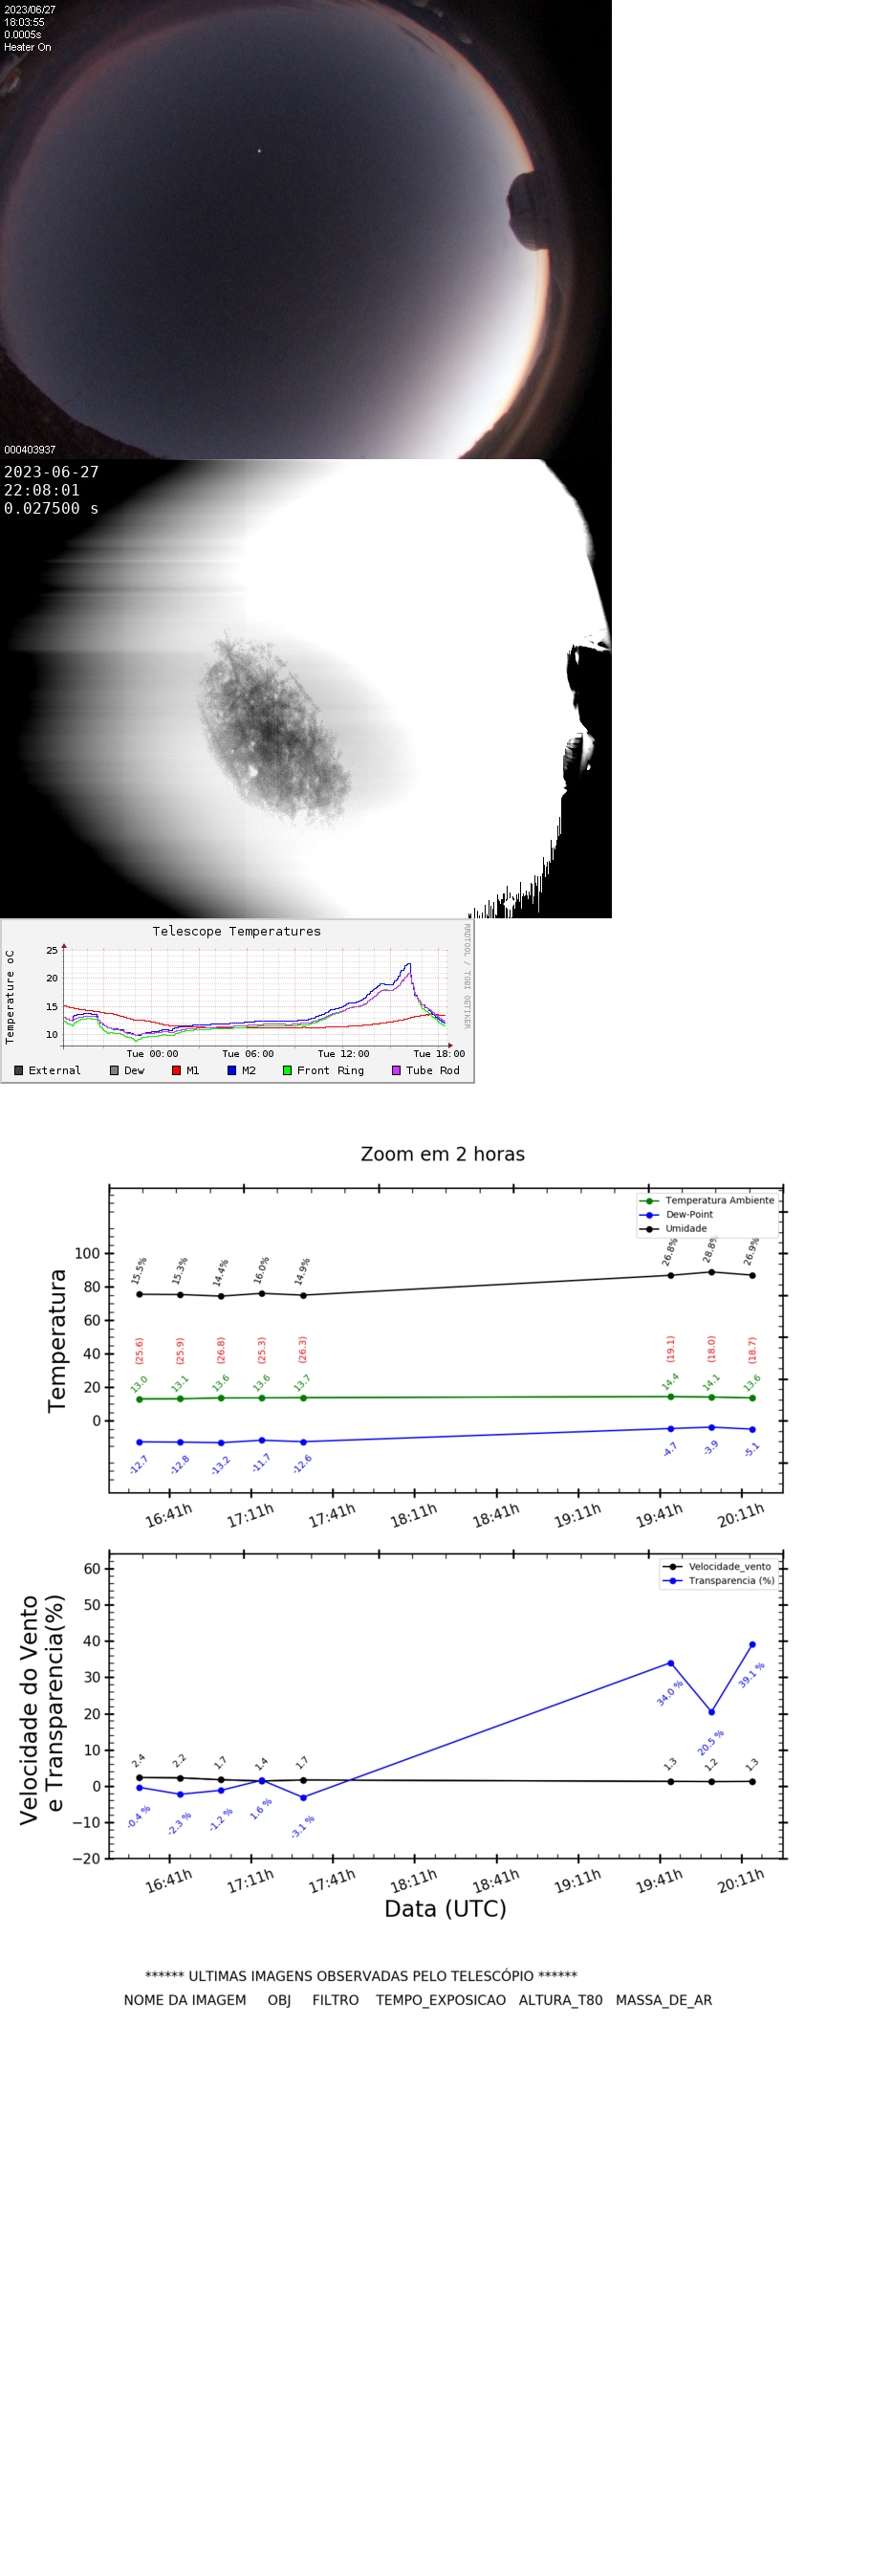 2023/06/27
18:03:55
0.0005s
Heater On
000403937
2023-06-27
22:08:01
0.027500 s
Telescope Temperatures
RRDTOOL / TOBI OETIKER
Temperature oC
25
20
15
10
Tue 00:00 Tue 06:00 Tue 12:00 Tue 18:00
External Dew M1 M2 Front Ring Tube Rod
Zoom em 2 horas
Temperatura Ambiente
Dew-Point
Umidade
Temperatura
100
80
60
40
20
0
15.5% 15.3% 14.4% 16.0% 14.9% 26.8% 28.8% 26.9%
(25.6) (25.9) (26.8) (25.3) (26.3) (19.1) (18.0) (18.7)
13.0 13.1 13.6 13.6 13.7 14.4 14.1 13.6
-12.7 -12.8 -13.2 -11.7 -12.6 -4.7 -3.9 -5.1
16:41h 17:11h 17:41h 18:11h 18:41h 19:11h 19:41h 20:11h
Velocidade_vento
Transparencia (%)
Velocidade do Vento
e Transparencia(%)
60
50
40
30
20
10
0
−10
−20
34.0 % 20.5 % 39.1 %
2.4 2.2 1.7 1.4 1.7 1.3 1.2 1.3
-0.4 % -2.3 % -1.2 % 1.6 % -3.1 %
16:41h 17:11h 17:41h 18:11h 18:41h 19:11h 19:41h 20:11h
Data (UTC)
****** ULTIMAS IMAGENS OBSERVADAS PELO TELESCÓPIO ******
NOME DA IMAGEM OBJ FILTRO TEMPO_EXPOSICAO ALTURA_T80 MASSA_DE_AR